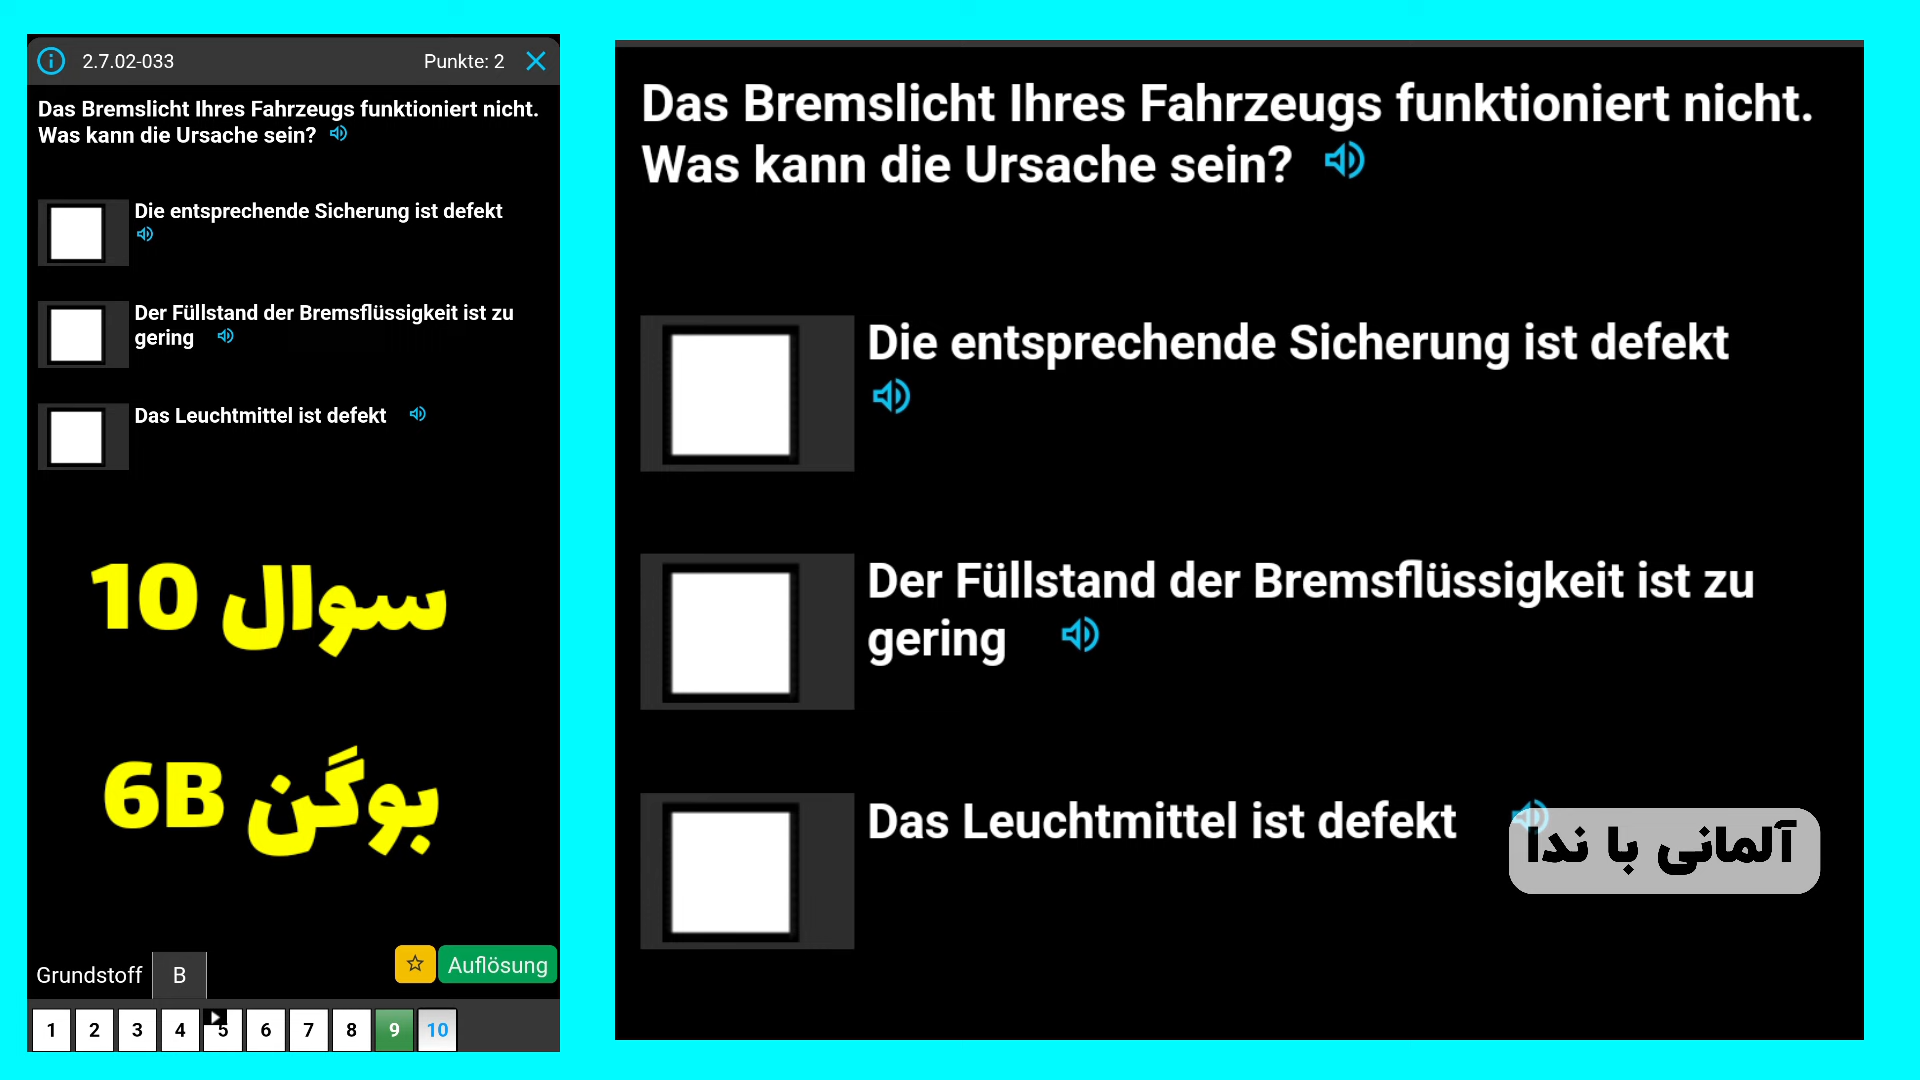 2.7.02-033
Punkte: 2
Das Bremslicht Ihres Fahrzeugs funktioniert nicht.
Was kann die Ursache sein?
Die entsprechende Sicherung ist defekt
Der Füllstand der Bremsflüssigkeit ist zu
gering
Das Leuchtmittel ist defekt
سوال 10
بوگن 6B
Grundstoff B
Auflösung
1 2 3 4 5 6 7 8 9 10
Das Bremslicht Ihres Fahrzeugs funktioniert nicht.
Was kann die Ursache sein?
Die entsprechende Sicherung ist defekt
Der Füllstand der Bremsflüssigkeit ist zu
gering
Das Leuchtmittel ist defekt
آلمانی با ندا